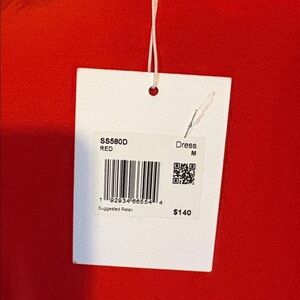 SS580D
RED
Dress
M
1 92934 66554 4
Suggested Retail
$140